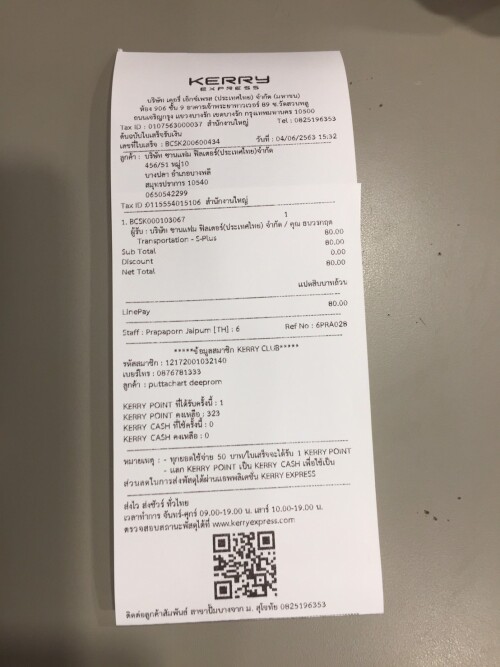 KERRY
EXPRESS
บริษัท เคอรี่ เอ็กซ์เพรส (ประเทศไทย) จำกัด (มหาชน)
ห้อง 906 ชั้น 9 อาคารเจ้าพระยาทาวเวอร์ 89 ซ.วัดสวนพลู
ถนนเจริญกรุง แขวงบางรัก เขตบางรัก กรุงเทพมหานคร 10500
Tax ID : 0107563000037 สำนักงานใหญ่ Tel : 0825196353
ต้นฉบับใบเสร็จรับเงิน
เลขที่ใบเสร็จ : BCSK200600434 วันที่ : 04/06/2563 15:32
ลูกค้า : บริษัท ซานแฟม ฟิลเตอร์(ประเทศไทย)จำกัด
456/51 หมู่10
บางปลา อำเภอบางพลี
สมุทรปราการ 10540
0650542299
Tax ID :0115554015106 สำนักงานใหญ่
1. BCSK000103067 1
ผู้รับ : บริษัท ซานแฟม ฟิลเตอร์(ประเทศไทย) จำกัด / คุณ
Transportation - S-Plus 80.00
Sub Total 80.00
Discount 0.00
Net Total 80.00
แปดสิบบาทถ้วน
LinePay 80.00
Staff : Prapaporn Jaipum [TH] : 6 Ref No : 6PRA028
*****ข้อมูลสมาชิก KERRY CLUB*****
รหัสสมาชิก : 12172001032140
เบอร์โทร : 0876781333
ลูกค้า : puttachart deeprom
KERRY POINT ที่ได้รับครั้งนี้ : 1
KERRY POINT คงเหลือ : 323
KERRY CASH ที่ใช้ครั้งนี้ : 0
KERRY CASH คงเหลือ : 0
หมายเหตุ : - ทุกยอดใช้จ่าย 50 บาท/ใบเสร็จจะได้รับ 1 KERRY POINT
- แลก KERRY POINT เป็น KERRY CASH เพื่อใช้เป็น
ส่วนลดในการส่งพัสดุได้ผ่านแอพพลิเคชั่น KERRY EXPRESS
ส่งไว ส่งชัวร์ ทั่วไทย
เวลาทำการ จันทร์-ศุกร์ 09.00-19.00 น. เสาร์ 10.00-19.00 น.
ตรวจสอบสถานะพัสดุได้ที่ www.kerryexpress.com
ติดต่อลูกค้าสัมพันธ์ สาขาปั้มบางจาก ม. สุโขทัย 0825196353